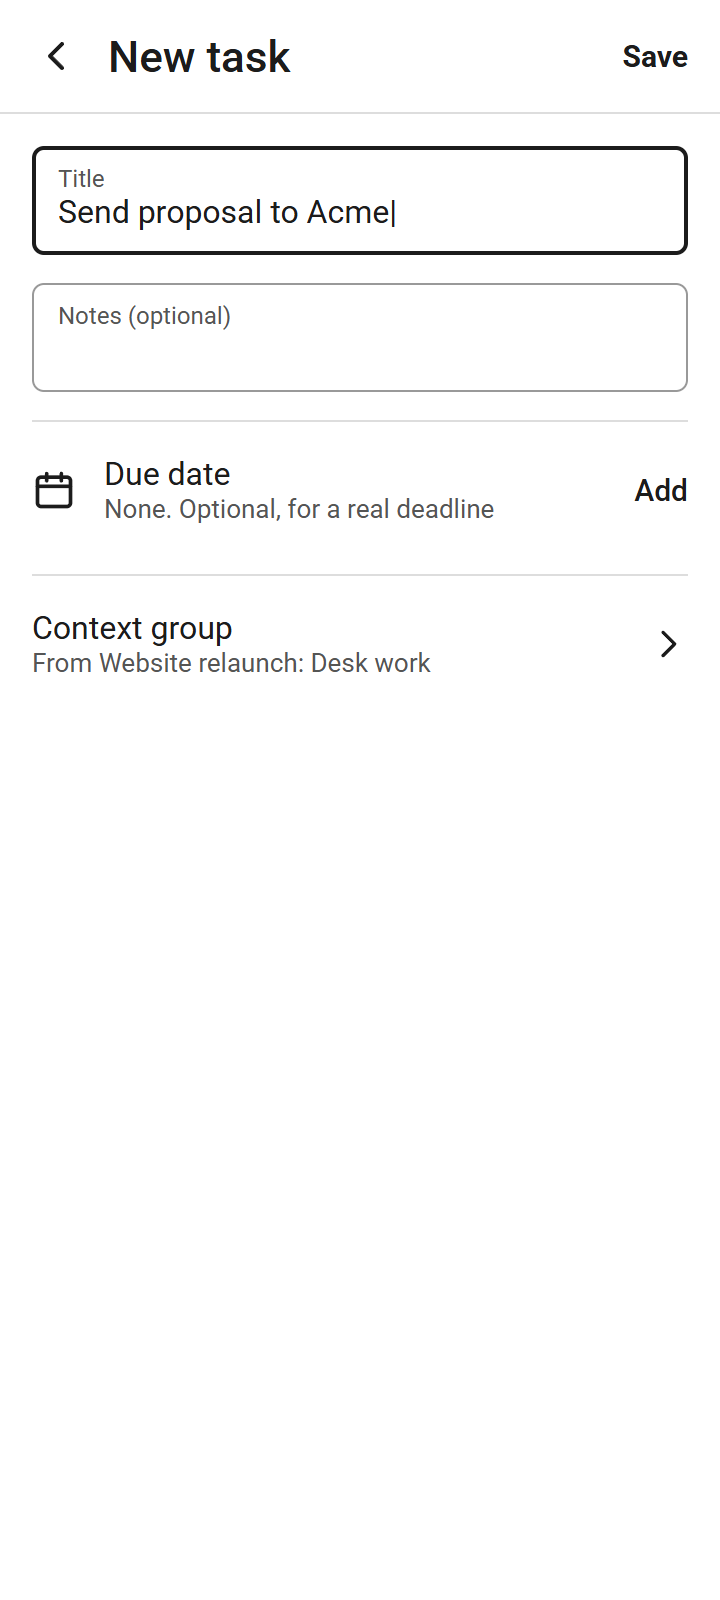 New task
Save
Title
Send proposal to Acme
Notes (optional)
Due date
None. Optional, for a real deadline
Add
Context group
From Website relaunch: Desk work